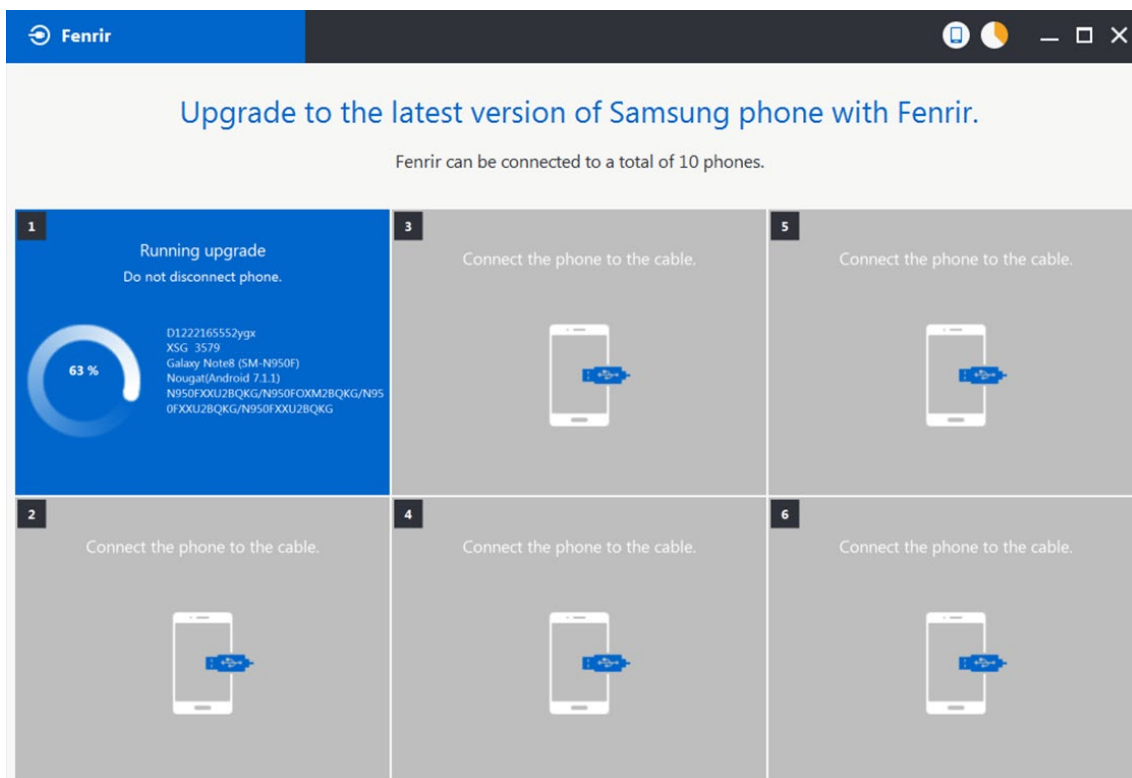 Fenrir
Upgrade to the latest version of Samsung phone with Fenrir.
Fenrir can be connected to a total of 10 phones.
1
Running upgrade
Do not disconnect phone.
63 %
D1222165552ygx
XSG 3579
Galaxy Note8 (SM-N950F)
Nougat(Android 7.1.1)
N950FXXU2BQKG/N950FOXM2BQKG/N95
0FXXU2BQKG/N950FXXU2BQKG
3
Connect the phone to the cable.
5
Connect the phone to the cable.
2
Connect the phone to the cable.
4
Connect the phone to the cable.
6
Connect the phone to the cable.